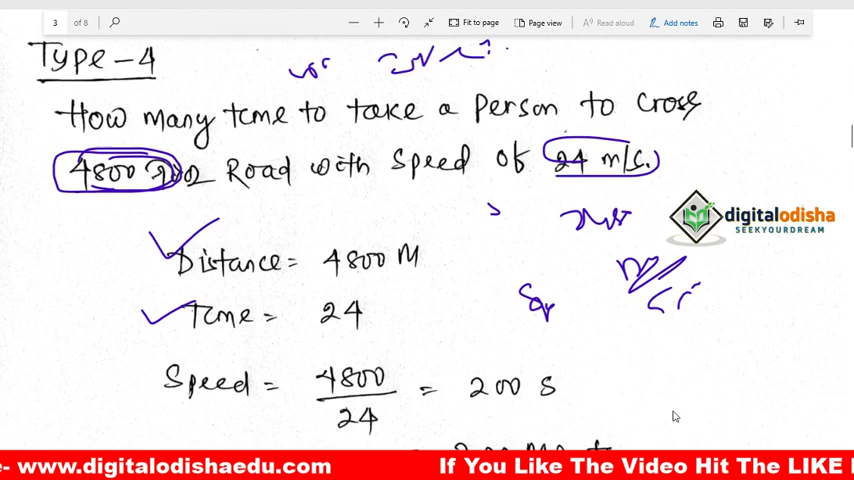 3 of 8 Fit to page Page view Read aloud Add notes
Type-4
How many tcme to take a Person to cross
4800 Road with Speed of 24 m/s.
digitalodisha
SEEKYOURDREAM
Distance = 4800 M
Tcme = 24
Speed = 4800/24 = 200 S
e- www.digitalodishaedu.com If You Like The Video Hit The LIKE